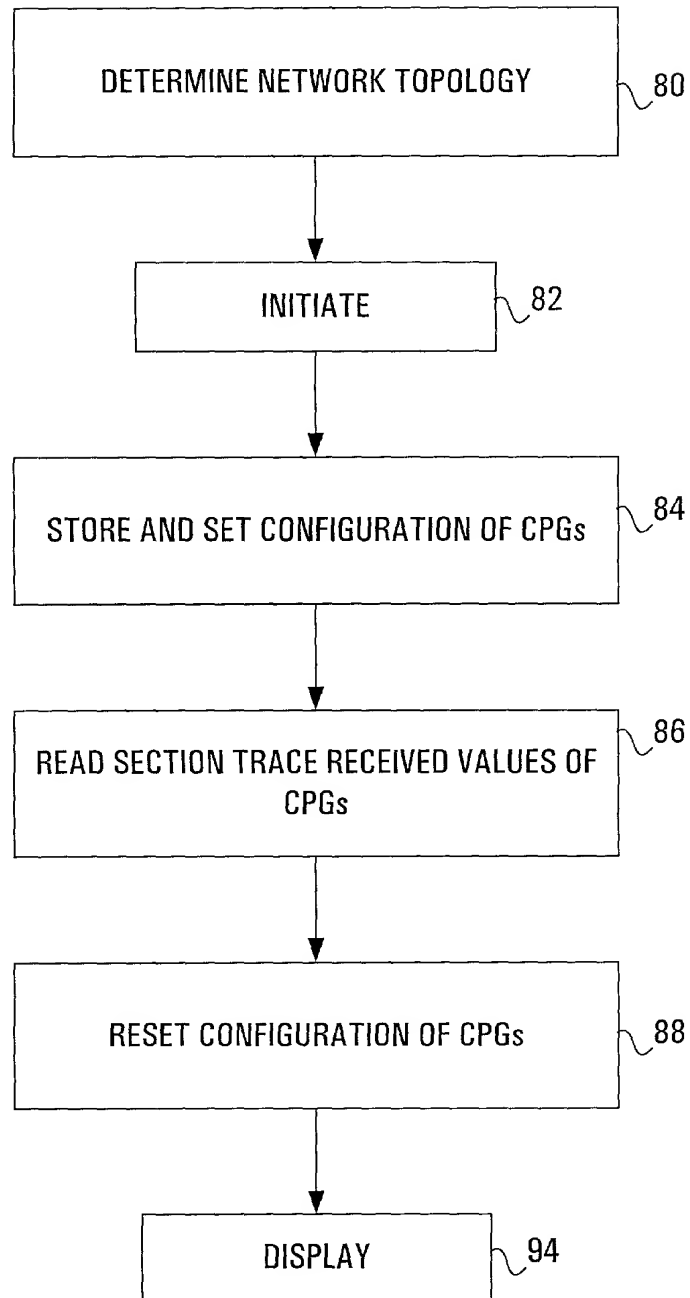 DETERMINE NETWORK TOPOLOGY
80
INITIATE
82
STORE AND SET CONFIGURATION OF CPGs
84
READ SECTION TRACE RECEIVED VALUES OF
CPGs
86
RESET CONFIGURATION OF CPGs
88
DISPLAY
94